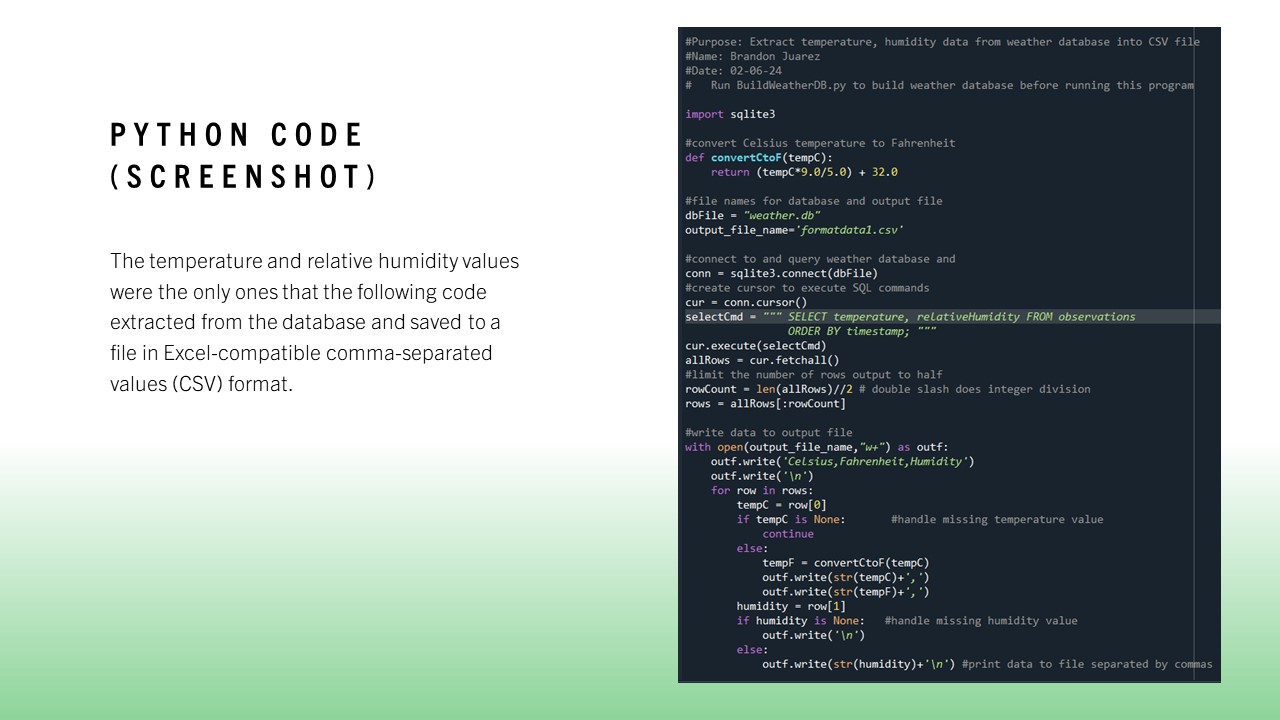 PYTHON CODE
(SCREENSHOT)
The temperature and relative humidity values
were the only ones that the following code
extracted from the database and saved to a
file in Excel-compatible comma-separated
values (CSV) format.
#Purpose: Extract temperature, humidity data from weather database into CSV file
#Name: Brandon Juarez
#Date: 02-06-24
#   Run BuildWeatherDB.py to build weather database before running this program
import sqlite3
#convert Celsius temperature to Fahrenheit
def convertCtoF(tempC):
    return (tempC*9.0/5.0) + 32.0
#file names for database and output file
dbFile = "weather.db"
output_file_name='formatdata1.csv'
#connect to and query weather database and
conn = sqlite3.connect(dbFile)
#create cursor to execute SQL commands
cur = conn.cursor()
selectCmd = """ SELECT temperature, relativeHumidity FROM observations
                ORDER BY timestamp; """
cur.execute(selectCmd)
allRows = cur.fetchall()
#limit the number of rows output to half
rowCount = len(allRows)//2 # double slash does integer division
rows = allRows[:rowCount]
#write data to output file
with open(output_file_name,"w+") as outf:
    outf.write('Celsius,Fahrenheit,Humidity')
    outf.write('\n')
    for row in rows:
        tempC = row[0]
        if tempC is None:       #handle missing temperature value
            continue
        else:
            tempF = convertCtoF(tempC)
            outf.write(str(tempC)+',')
            outf.write(str(tempF)+',')
        humidity = row[1]
        if humidity is None:   #handle missing humidity value
            outf.write('\n')
        else:
            outf.write(str(humidity)+'\n') #print data to file separated by commas